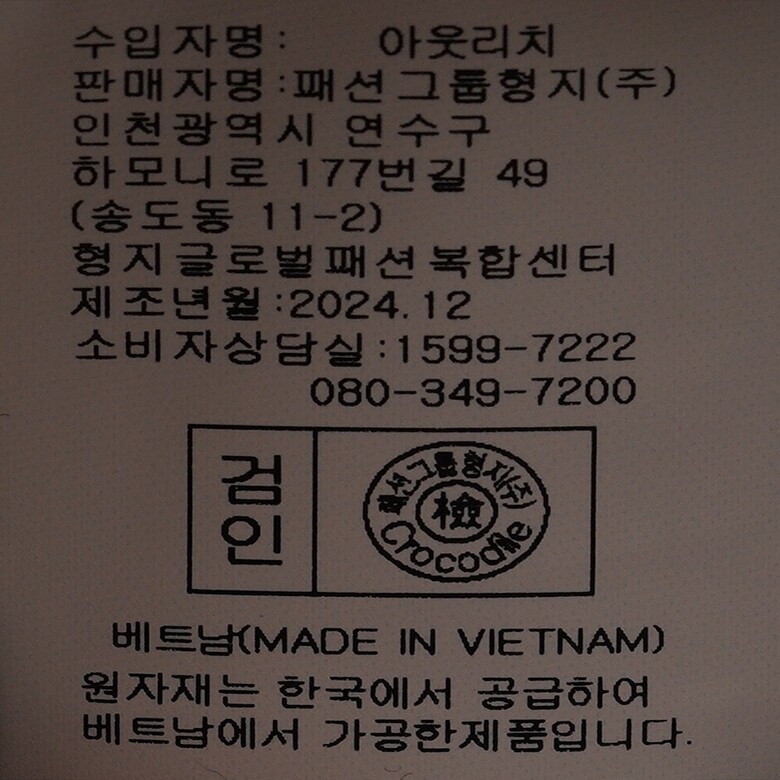 수입자명: 아웃리치
판매자명:패션그룹형지(주)
인천광역시 연수구
하모니로 177번길 49
(송도동 11-2)
형지글로벌패션복합센터
제조년월:2024.12
소비자상담실:1599-7222
080-349-7200
검인
패션그룹형지(주)
檢
Crocodile
베트남(MADE IN VIETNAM)
원자재는 한국에서 공급하여
베트남에서 가공한제품입니다.